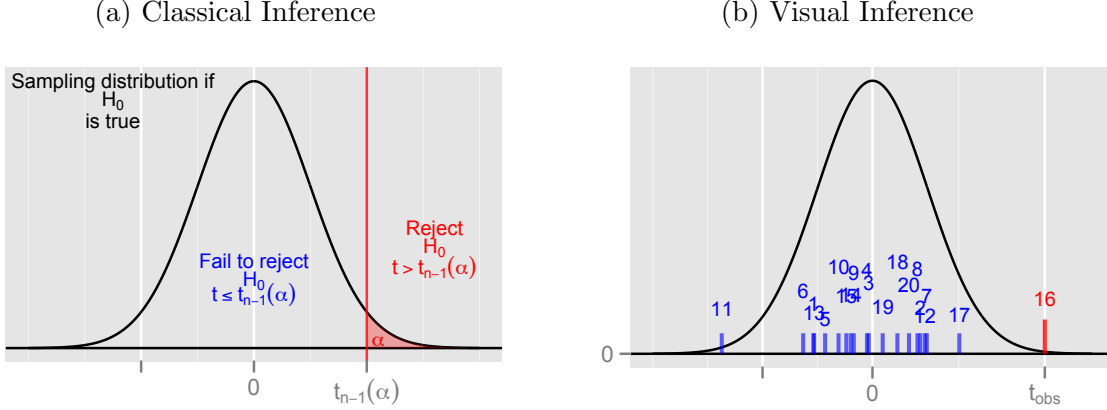 (a) Classical Inference
Sampling distribution if
H₀
is true
Fail to reject
H₀
t ≤ tₙ₋₁(α)
Reject
H₀
t > tₙ₋₁(α)
α
0
tₙ₋₁(α)
(b) Visual Inference
18
10
9
4
8
3
20
6
15
14
7
11
1
19
2
17
13
5
12
16
0
0
t_obs